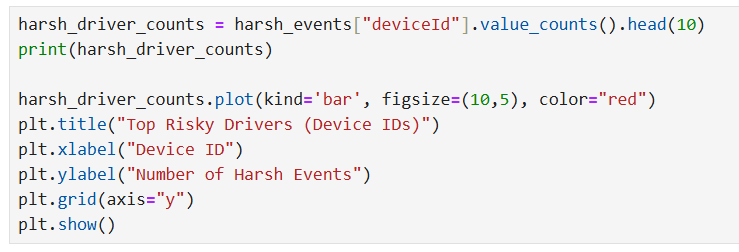 harsh_driver_counts = harsh_events["deviceId"].value_counts().head(10)
print(harsh_driver_counts)

harsh_driver_counts.plot(kind='bar', figsize=(10,5), color="red")
plt.title("Top Risky Drivers (Device IDs)")
plt.xlabel("Device ID")
plt.ylabel("Number of Harsh Events")
plt.grid(axis="y")
plt.show()